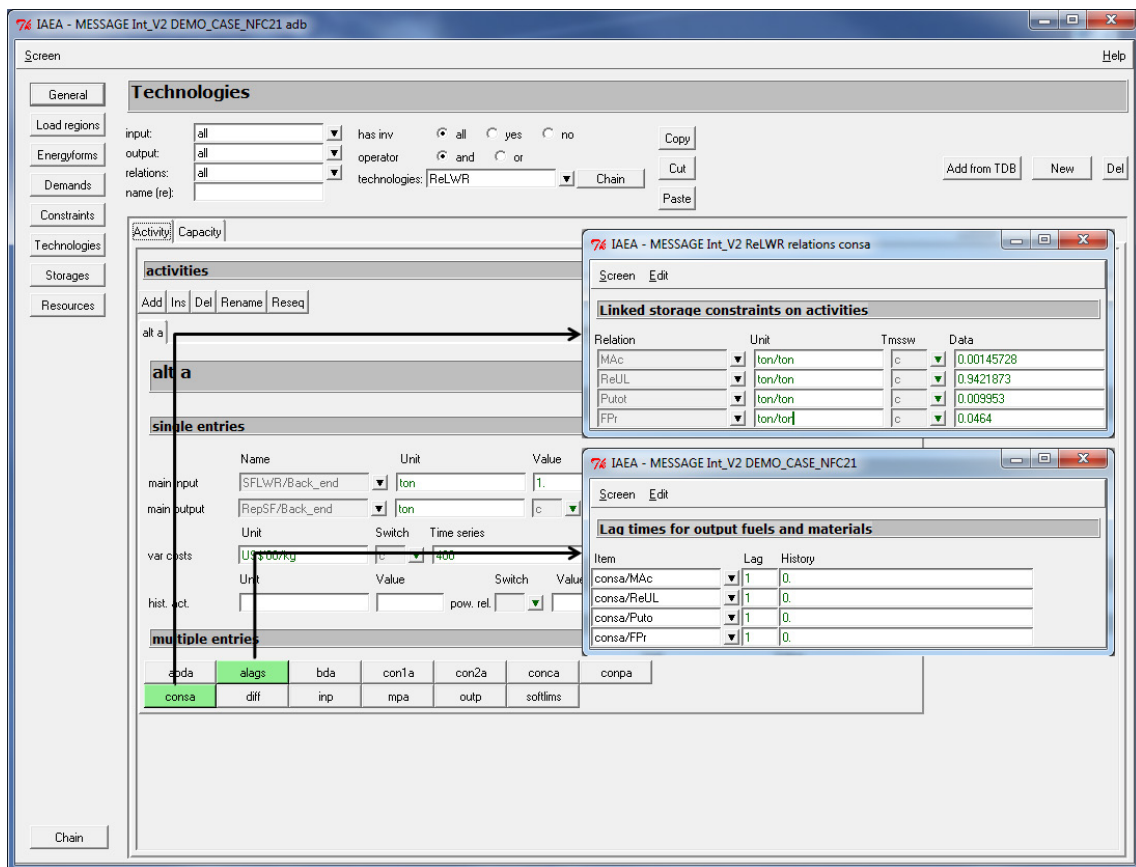 IAEA - MESSAGE Int_V2 DEMO_CASE_NFC21 adb
Screen Help
General
Load regions
Energyforms
Demands
Constraints
Technologies
Storages
Resources
Chain
Technologies
input: all has inv all yes no Copy
output: all operator and or
relations: all technologies: ReLWR Chain Cut Add from TDB New Del
name (re): Paste
Activity Capacity
activities
Add Ins Del Rename Reseq
alt a
alt a
single entries
Name Unit Value
main input SFLWR/Back_end ton 1.
main output RepSF/Back_end ton c
Unit Switch Time series
var costs US$'00/kg c 400
Unit Value Switch Value
hist. act. pow. rel.
multiple entries
abda alags bda con1a con2a conca conpa
consa diff inp mpa outp softlims
IAEA - MESSAGE Int_V2 ReLWR relations consa
Screen Edit
Linked storage constraints on activities
Relation Unit Tmssw Data
MAc ton/ton c 0.00145728
ReUL ton/ton c 0.9421873
Putot ton/ton c 0.009953
FPr ton/ton c 0.0464
IAEA - MESSAGE Int_V2 DEMO_CASE_NFC21
Screen Edit
Lag times for output fuels and materials
Item Lag History
consa/MAc 1 0.
consa/ReUL 1 0.
consa/Puto 1 0.
consa/FPr 1 0.